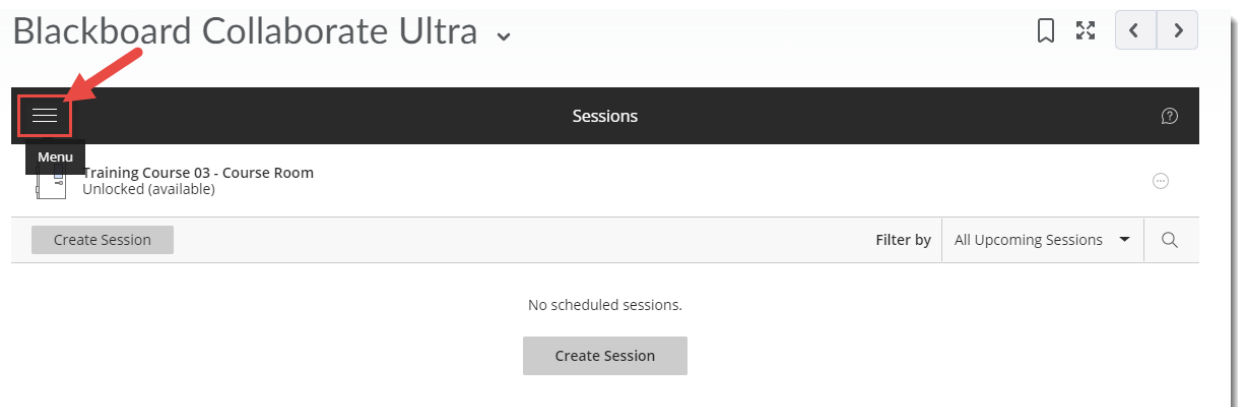 Blackboard Collaborate Ultra
Sessions
Menu
Training Course 03 - Course Room
Unlocked (available)
Create Session
Filter by
All Upcoming Sessions
No scheduled sessions.
Create Session